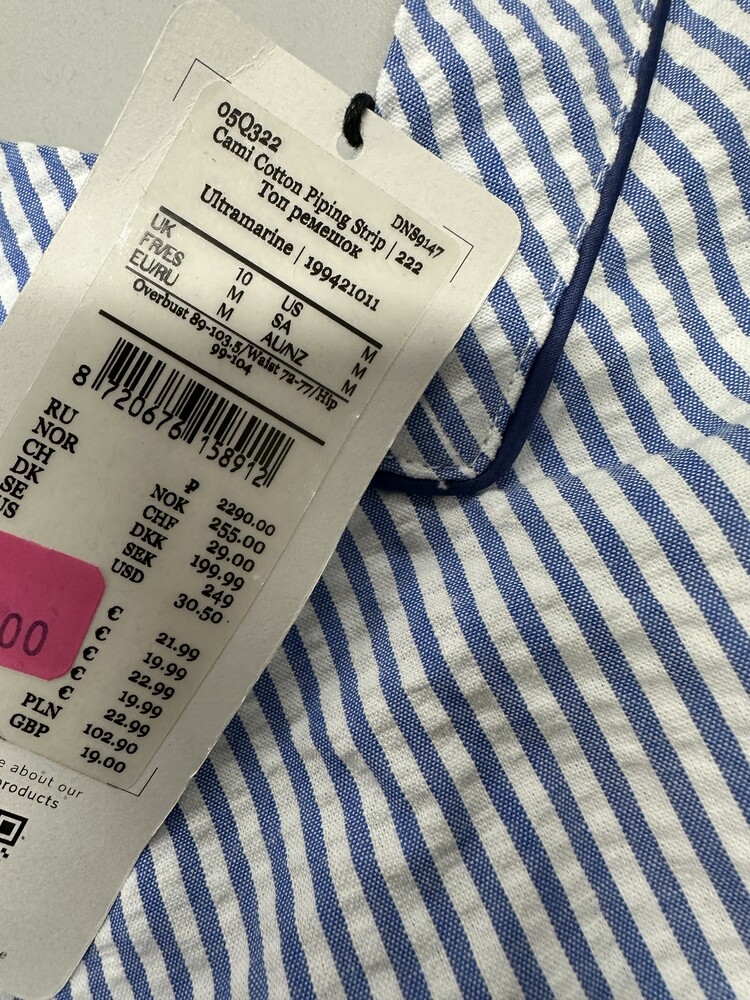 05Q322
DNS9147
Cami Cotton Piping Strip | 222
Топ ремешок
Ultramarine | 199421011
UK 10 US M
FR/ES M SA M
EU/RU M AU/NZ M
Overbust 89-103.5/Waist 72-77/Hip
99-104
8 720676 158912
RU ₽ 2290.00
NOR NOK 255.00
CH CHF 29.00
DK DKK 199.99
SE SEK 249
US USD 30.50
€ 21.99
€ 19.99
€ 22.99
€ 19.99
€ 22.99
PLN 102.90
GBP 19.00
00
about our
products